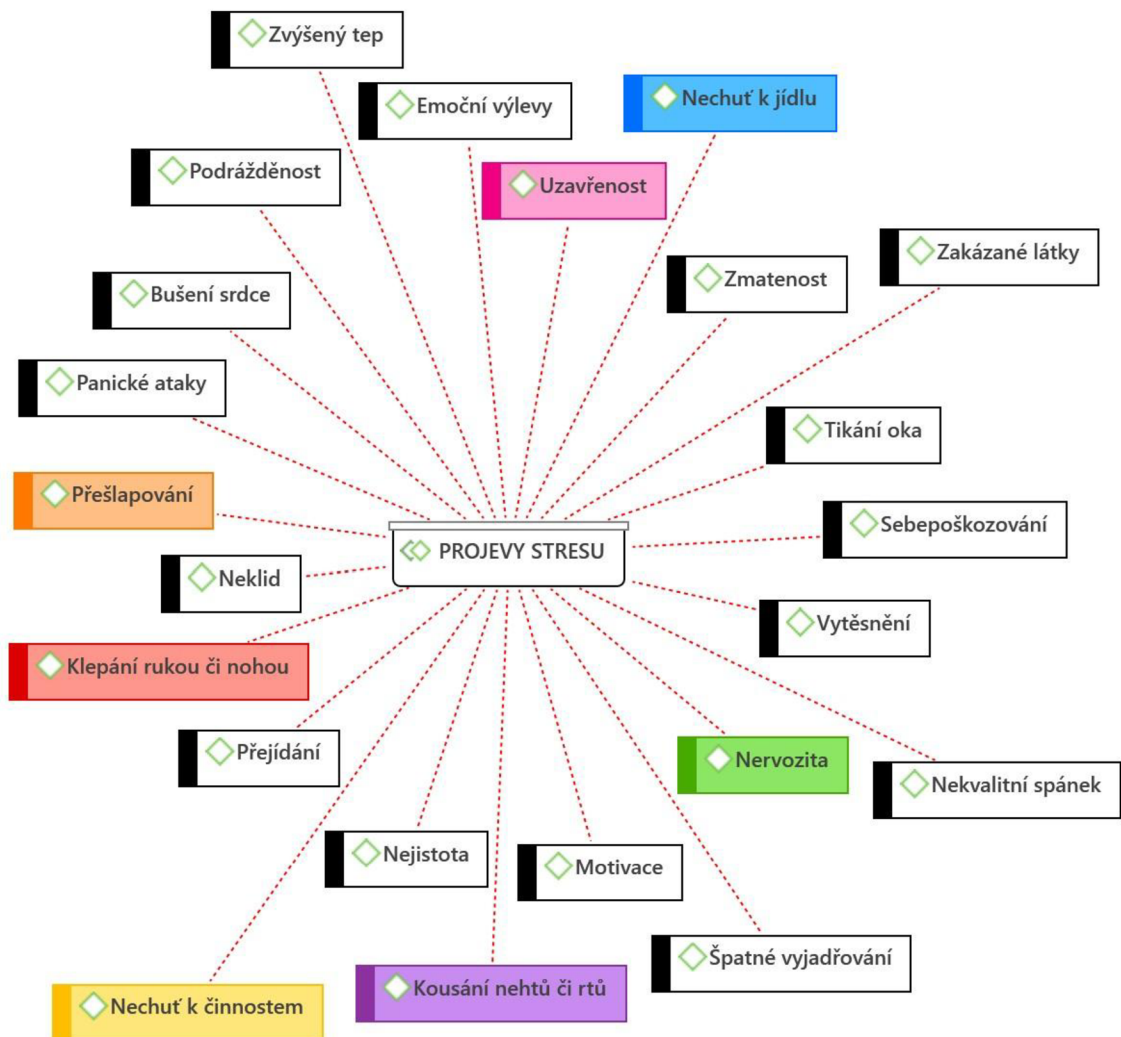 Zvýšený tep
Emoční výlevy
Nechuť k jídlu
Podrážděnost
Uzavřenost
Zakázané látky
Zmatenost
Bušení srdce
Panické ataky
Tikání oka
Přešlapování
Sebepoškozování
PROJEVY STRESU
Neklid
Vytěsnění
Klepání rukou či nohou
Přejídání
Nervozita
Nekvalitní spánek
Nejistota
Motivace
Špatné vyjadřování
Kousání nehtů či rtů
Nechuť k činnostem